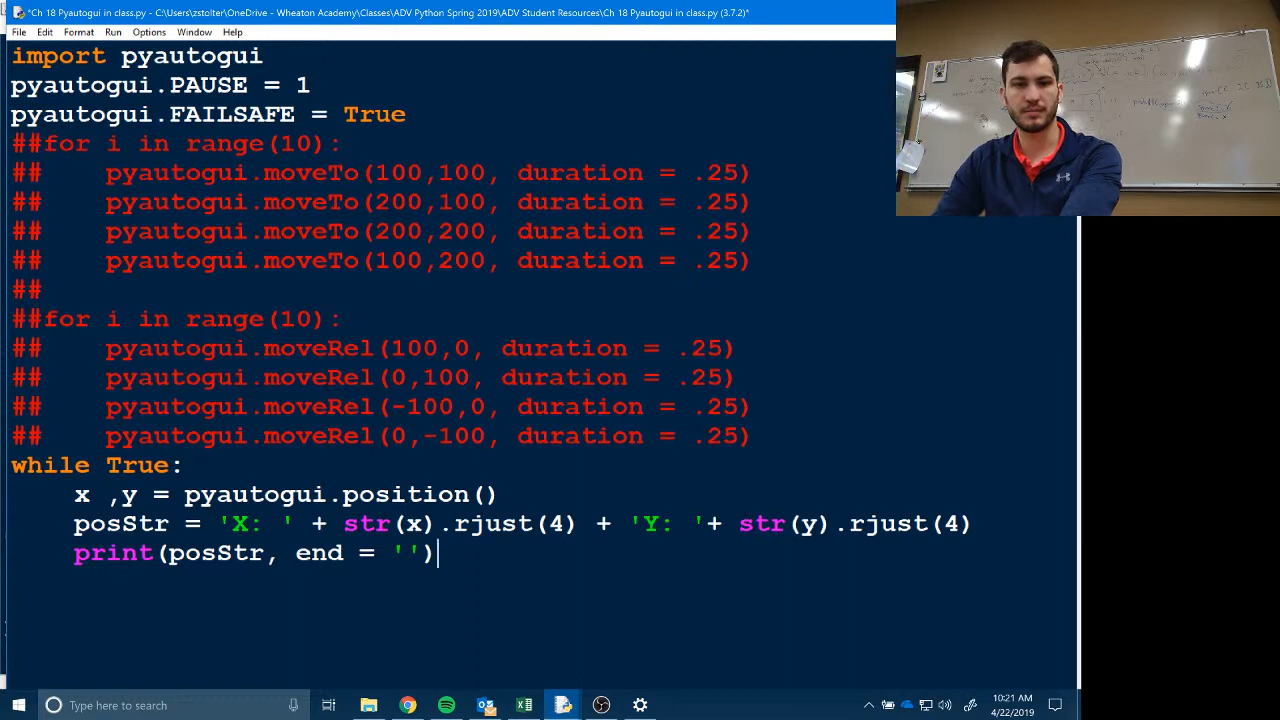 *Ch 18 Pyautogui in class.py - C:\Users\zstolter\OneDrive - Wheaton Academy\Classes\ADV Python Spring 2019\ADV Student Resources\Ch 18 Pyautogui in class.py (3.7.2)*
File Edit Format Run Options Window Help
import pyautogui
pyautogui.PAUSE = 1
pyautogui.FAILSAFE = True
##for i in range(10):
##    pyautogui.moveTo(100,100, duration = .25)
##    pyautogui.moveTo(200,100, duration = .25)
##    pyautogui.moveTo(200,200, duration = .25)
##    pyautogui.moveTo(100,200, duration = .25)
##
##for i in range(10):
##    pyautogui.moveRel(100,0, duration = .25)
##    pyautogui.moveRel(0,100, duration = .25)
##    pyautogui.moveRel(-100,0, duration = .25)
##    pyautogui.moveRel(0,-100, duration = .25)
while True:
    x ,y = pyautogui.position()
    posStr = 'X: ' + str(x).rjust(4) + 'Y: '+ str(y).rjust(4)
    print(posStr, end = '')
Type here to search
10:21 AM
4/22/2019